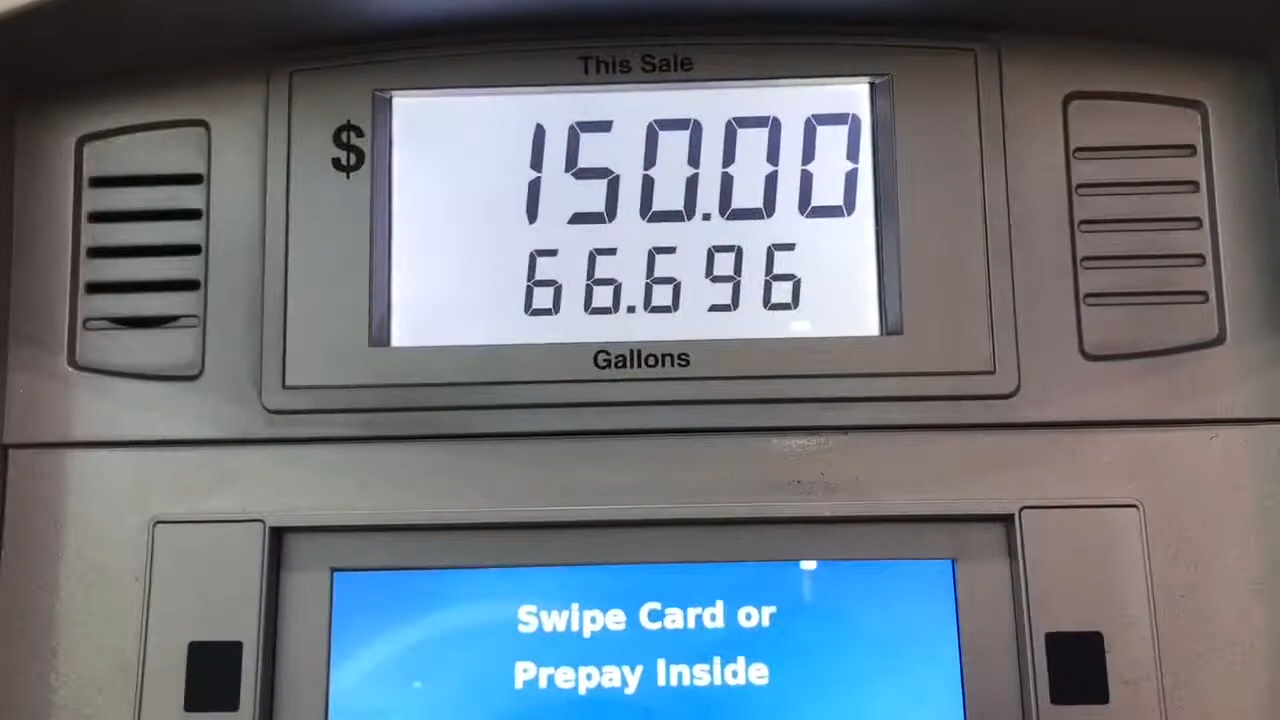 This Sale
$ 150.00
66.696
Gallons
Swipe Card or
Prepay Inside